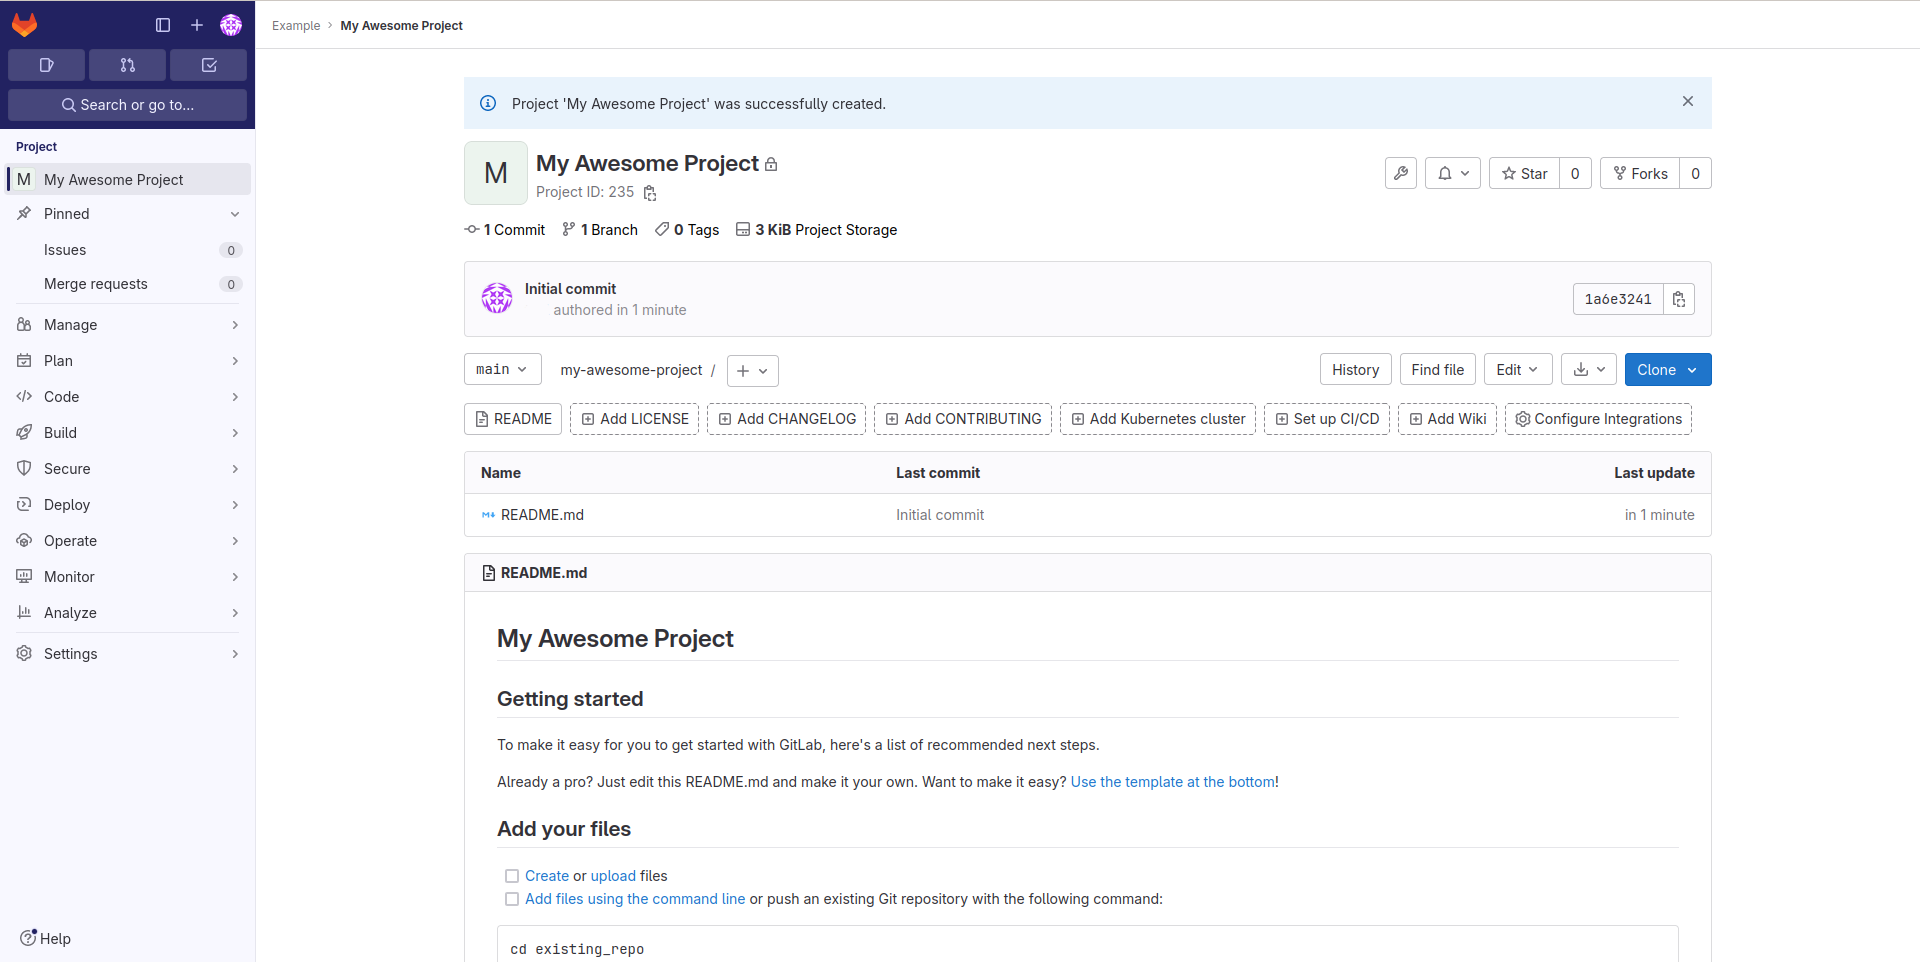 Example › My Awesome Project
Search or go to...
Project
M My Awesome Project
Pinned
Issues 0
Merge requests 0
Manage
Plan
Code
Build
Secure
Deploy
Operate
Monitor
Analyze
Settings
Help
Project 'My Awesome Project' was successfully created.
M
My Awesome Project
Project ID: 235
Star 0
Forks 0
1 Commit 1 Branch 0 Tags 3 KiB Project Storage
Initial commit
authored in 1 minute
1a6e3241
main
my-awesome-project /
History
Find file
Edit
Clone
README
Add LICENSE
Add CHANGELOG
Add CONTRIBUTING
Add Kubernetes cluster
Set up CI/CD
Add Wiki
Configure Integrations
Name Last commit Last update
README.md Initial commit in 1 minute
README.md
My Awesome Project
Getting started
To make it easy for you to get started with GitLab, here's a list of recommended next steps.
Already a pro? Just edit this README.md and make it your own. Want to make it easy? Use the template at the bottom!
Add your files
Create or upload files
Add files using the command line or push an existing Git repository with the following command:
cd existing_repo